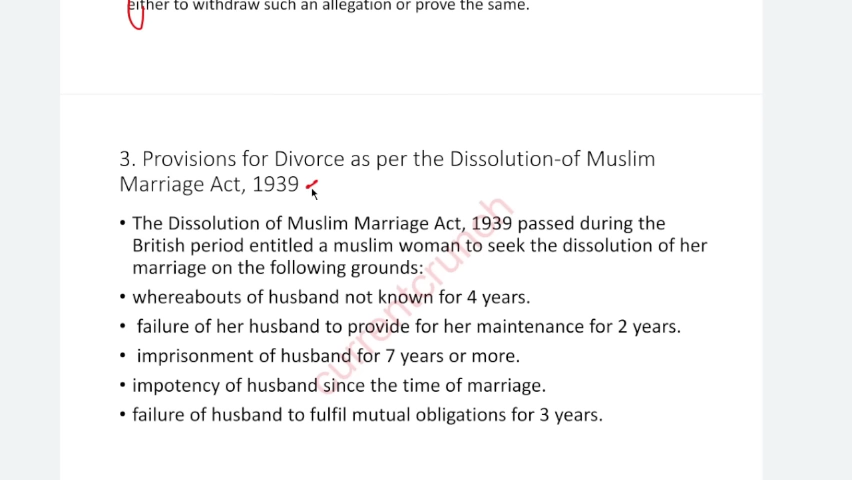 either to withdraw such an allegation or prove the same.
3. Provisions for Divorce as per the Dissolution-of Muslim
Marriage Act, 1939
• The Dissolution of Muslim Marriage Act, 1939 passed during the
British period entitled a muslim woman to seek the dissolution of her
marriage on the following grounds:
• whereabouts of husband not known for 4 years.
• failure of her husband to provide for her maintenance for 2 years.
• imprisonment of husband for 7 years or more.
• impotency of husband since the time of marriage.
• failure of husband to fulfil mutual obligations for 3 years.
currentcrunch